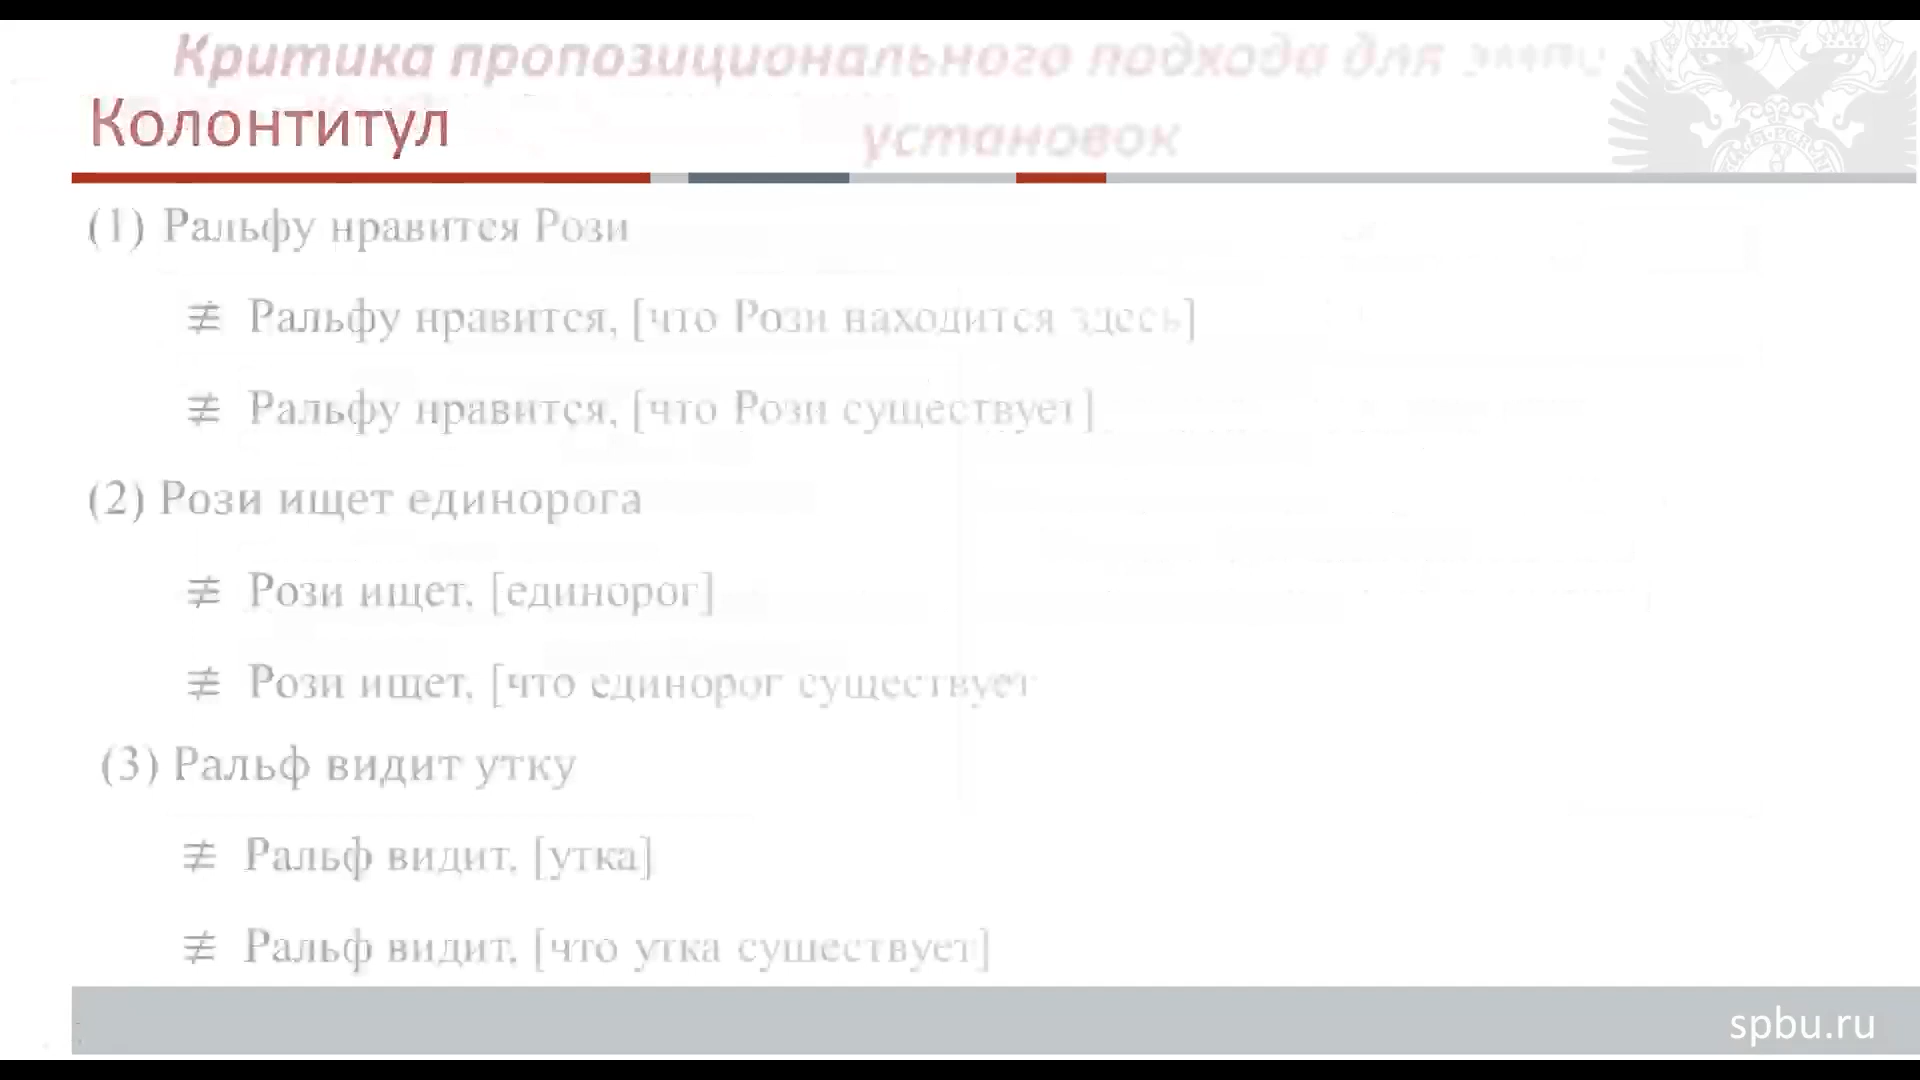 Критика пропозиционального подхода для
Колонтитул
установок
(1) Ральфу нравится Рози
≢ Ральфу нравится, [что Рози находится здесь]
≢ Ральфу нравится, [что Рози существует]
(2) Рози ищет единорога
≢ Рози ищет, [единорог]
≢ Рози ищет, [что единорог существует
(3) Ральф видит утку
≢ Ральф видит, [утка]
≢ Ральф видит, [что утка существует]
spbu.ru